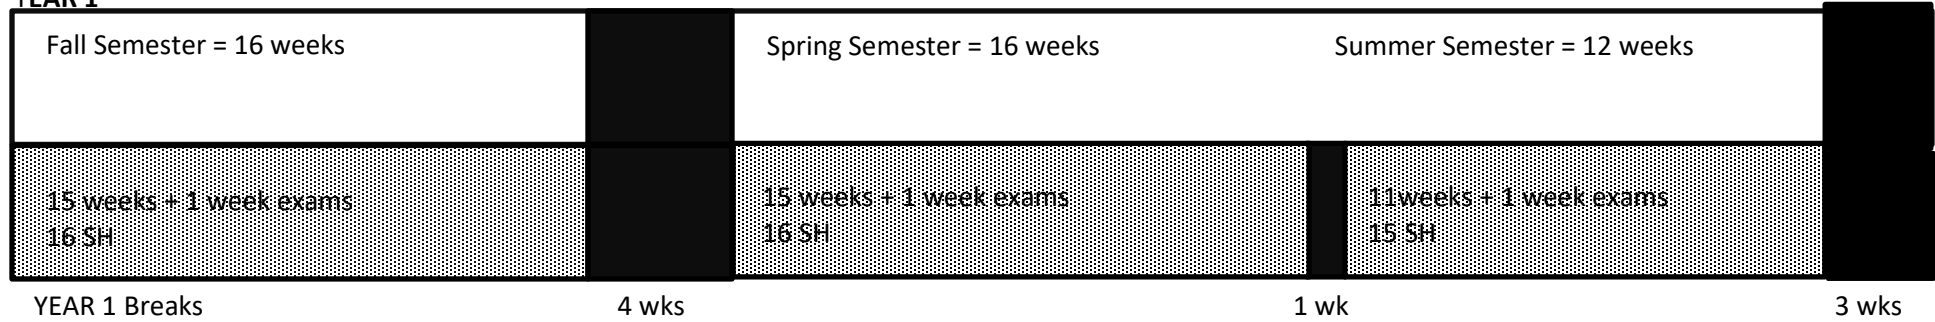 YEAR 1
Fall Semester = 16 weeks
Spring Semester = 16 weeks
Summer Semester = 12 weeks
15 weeks + 1 week exams
16 SH
15 weeks + 1 week exams
16 SH
11weeks + 1 week exams
15 SH
YEAR 1 Breaks
4 wks
1 wk
3 wks